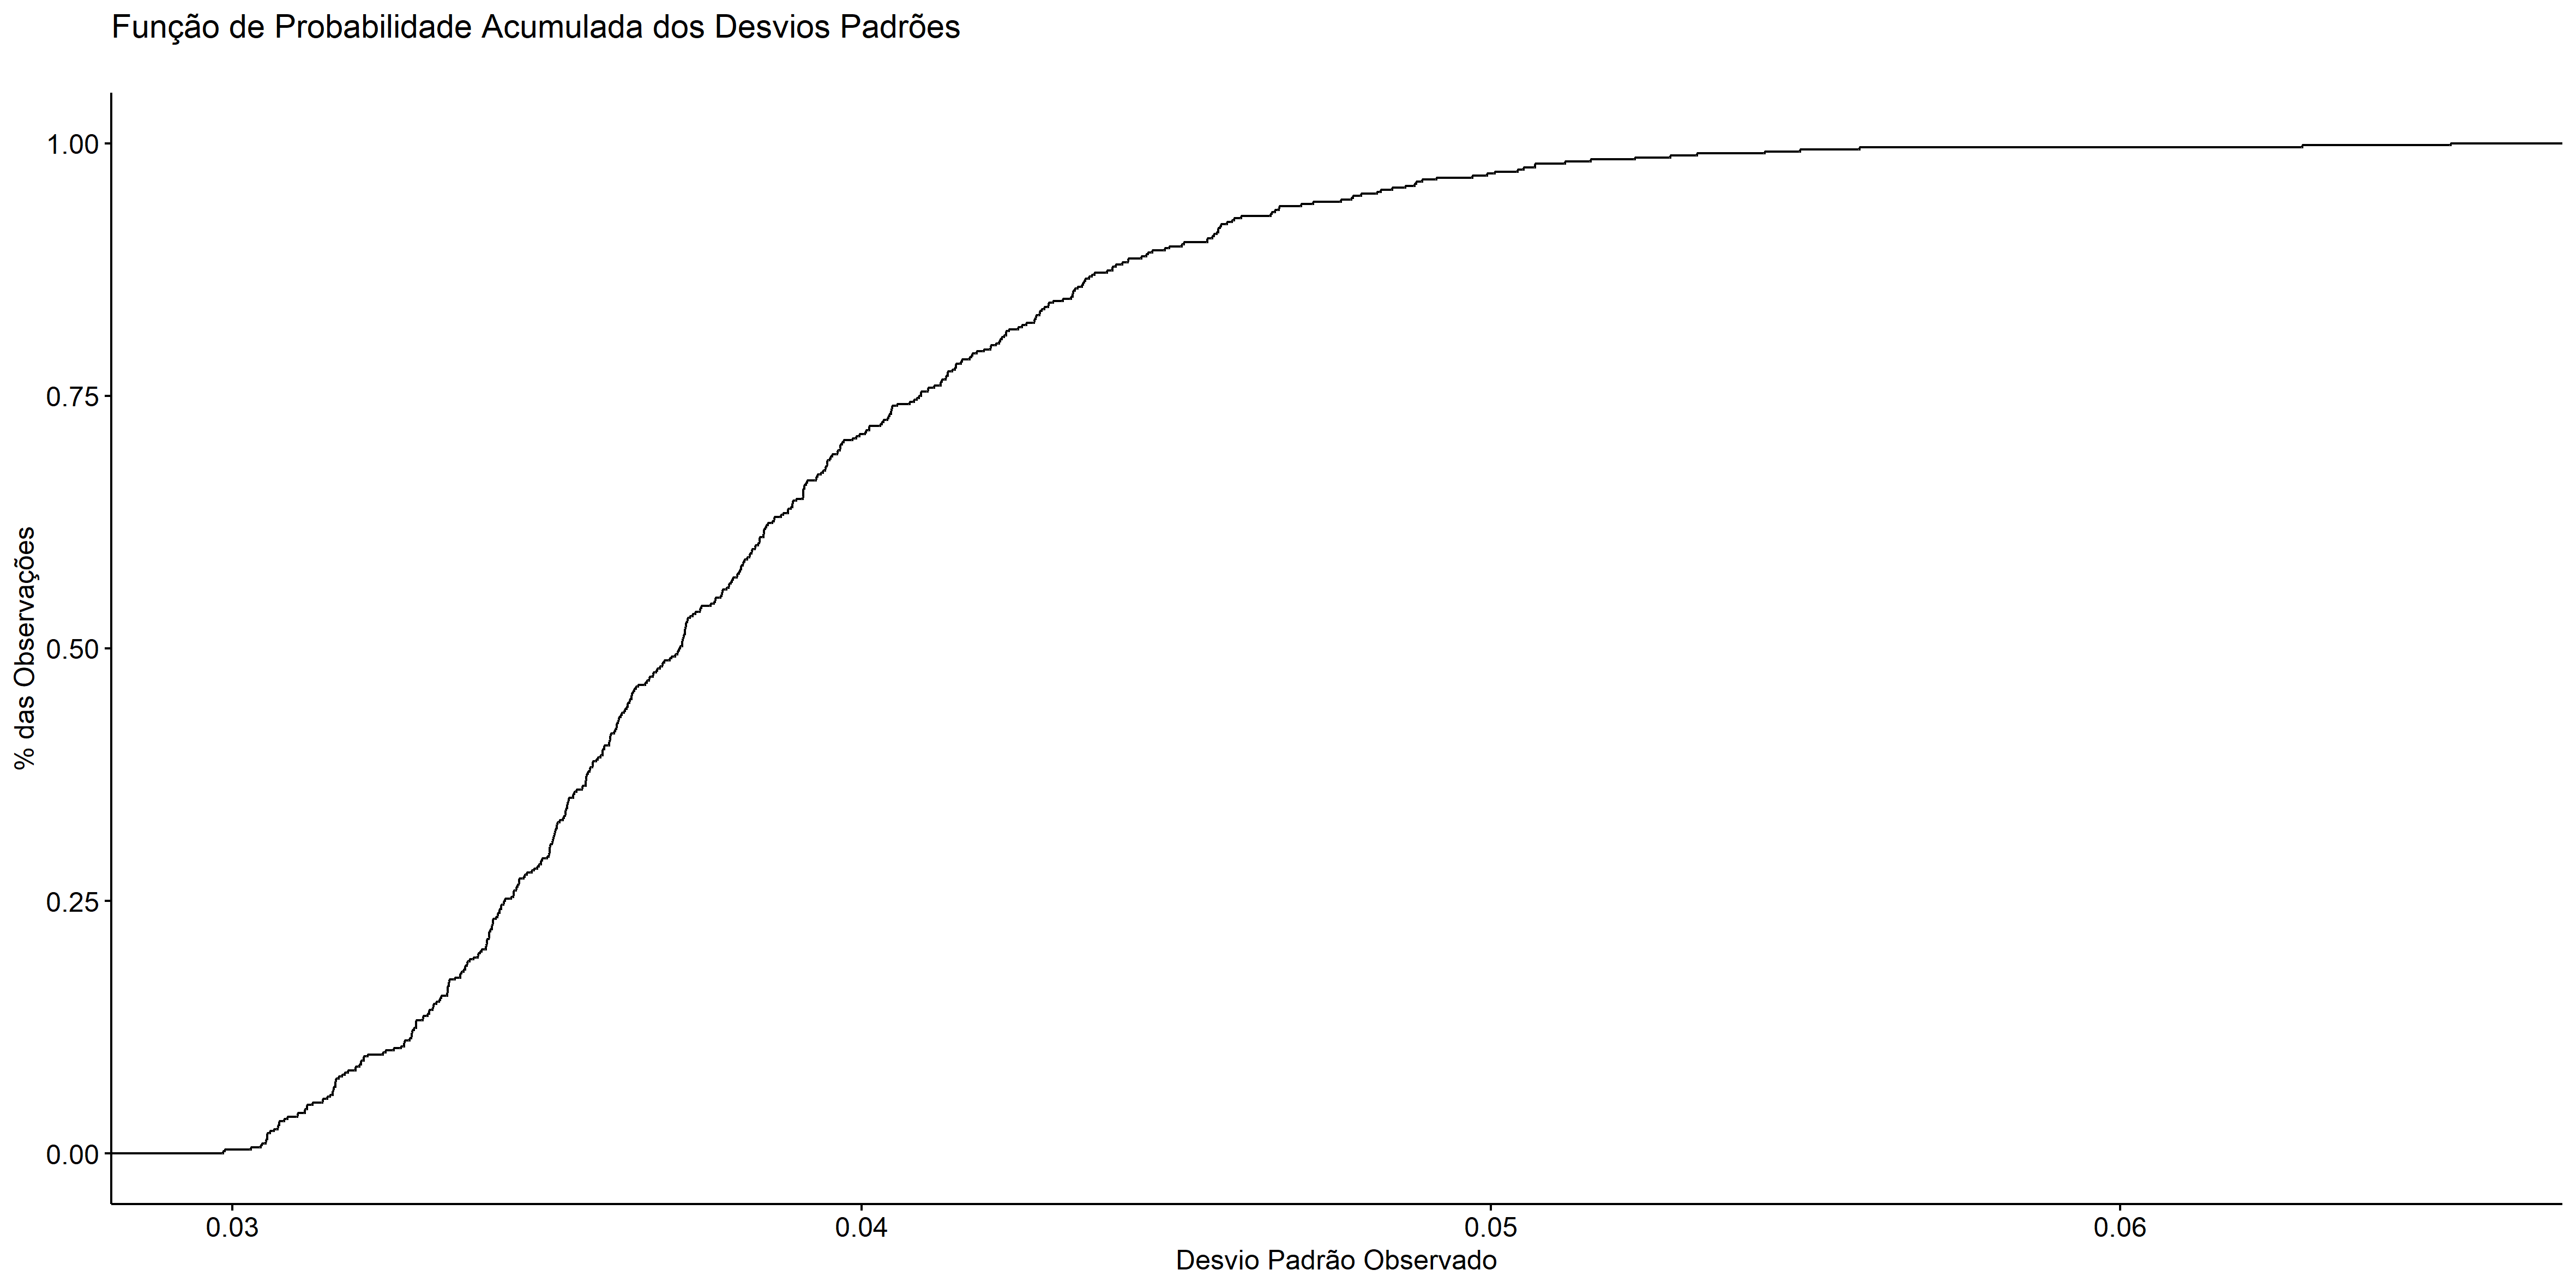 Função de Probabilidade Acumulada dos Desvios Padrões
1.00
0.75
0.50
0.25
0.00
% das Observações
0.03 0.04 0.05 0.06
Desvio Padrão Observado